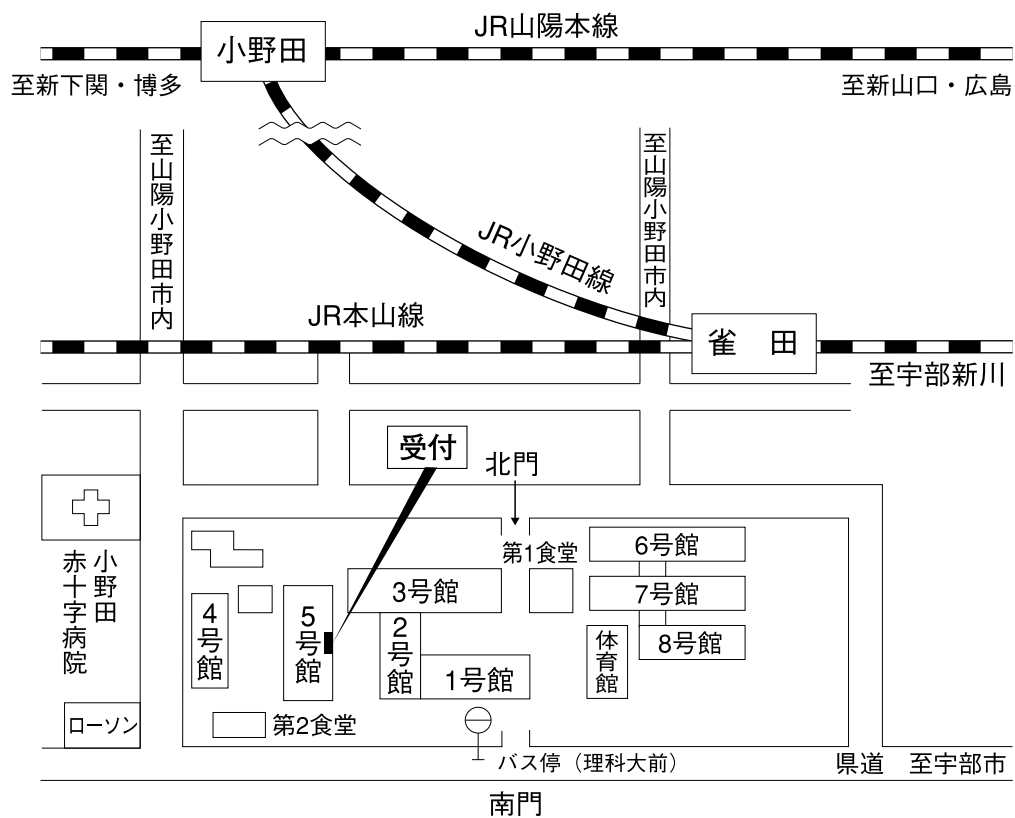 JR山陽本線
小野田
至新下関・博多
至新山口・広島
至山陽小野田市内
至山陽小野田市内
JR小野田線
JR本山線
雀　田
至宇部新川
受付
北門
第1食堂
6号館
3号館
7号館
4号館
5号館
2号館
8号館
体育館
1号館
小野田
赤十字病院
ローソン
第2食堂
バス停（理科大前）
県道　至宇部市
南門